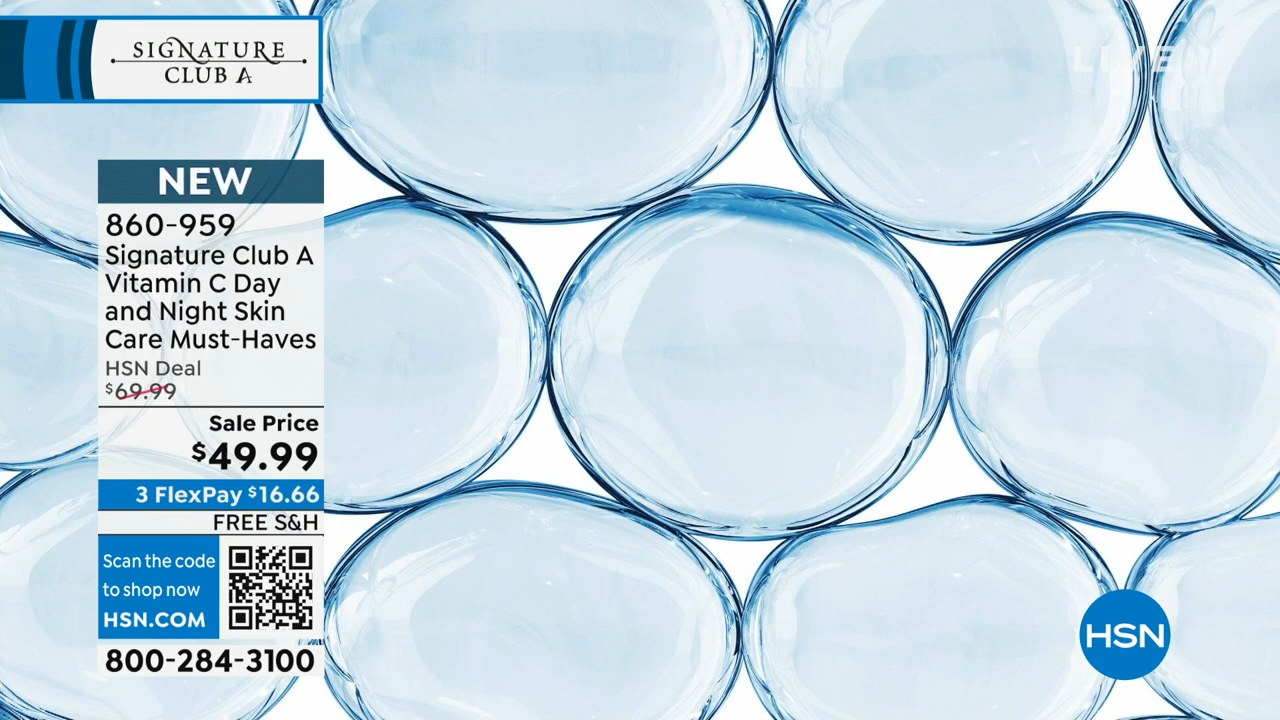 SIGNATURE
CLUB A
LIVE
NEW
860-959
Signature Club A
Vitamin C Day
and Night Skin
Care Must-Haves
HSN Deal
$69.99
Sale Price
$49.99
3 FlexPay $16.66
FREE S&H
Scan the code
to shop now
HSN.COM
800-284-3100
HSN